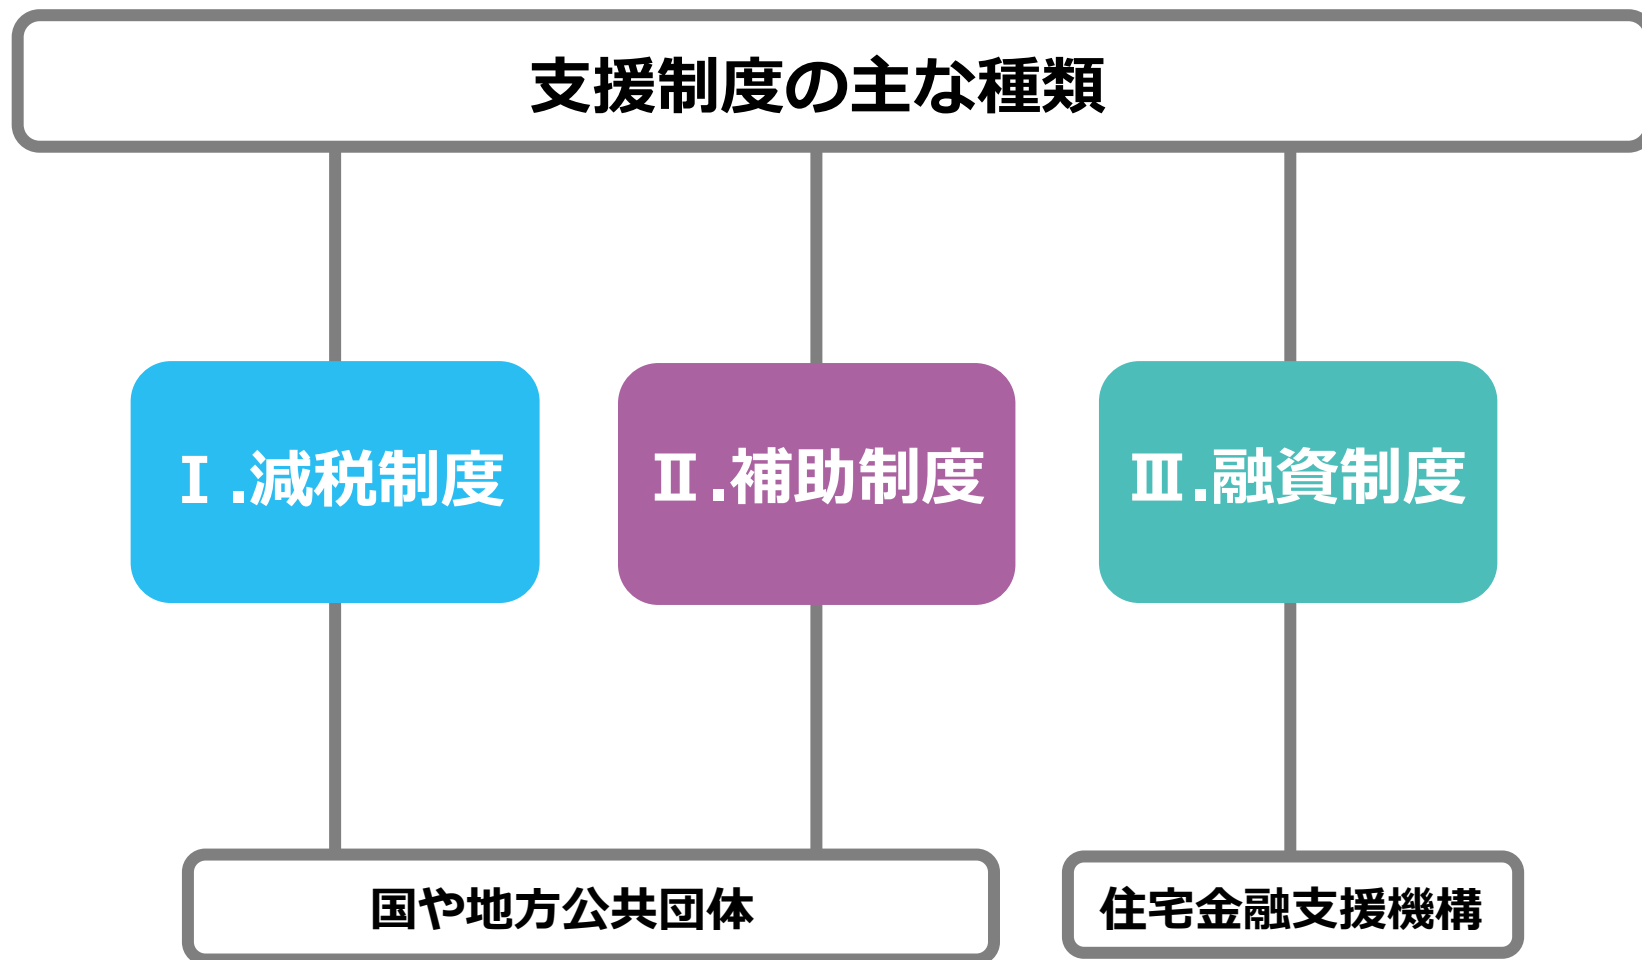 支援制度の主な種類
Ⅰ.減税制度
Ⅱ.補助制度
Ⅲ.融資制度
国や地方公共団体
住宅金融支援機構